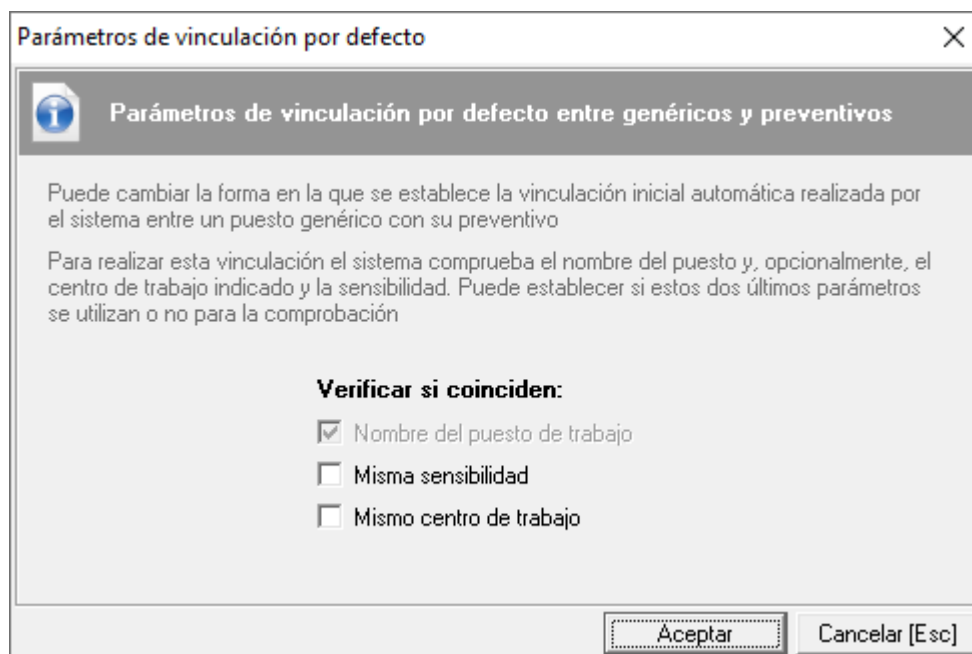 Parámetros de vinculación por defecto
Parámetros de vinculación por defecto entre genéricos y preventivos
Puede cambiar la forma en la que se establece la vinculación inicial automática realizada por
el sistema entre un puesto genérico con su preventivo
Para realizar esta vinculación el sistema comprueba el nombre del puesto y, opcionalmente, el
centro de trabajo indicado y la sensibilidad. Puede establecer si estos dos últimos parámetros
se utilizan o no para la comprobación
Verificar si coinciden:
Nombre del puesto de trabajo
Misma sensibilidad
Mismo centro de trabajo
Aceptar
Cancelar [Esc]